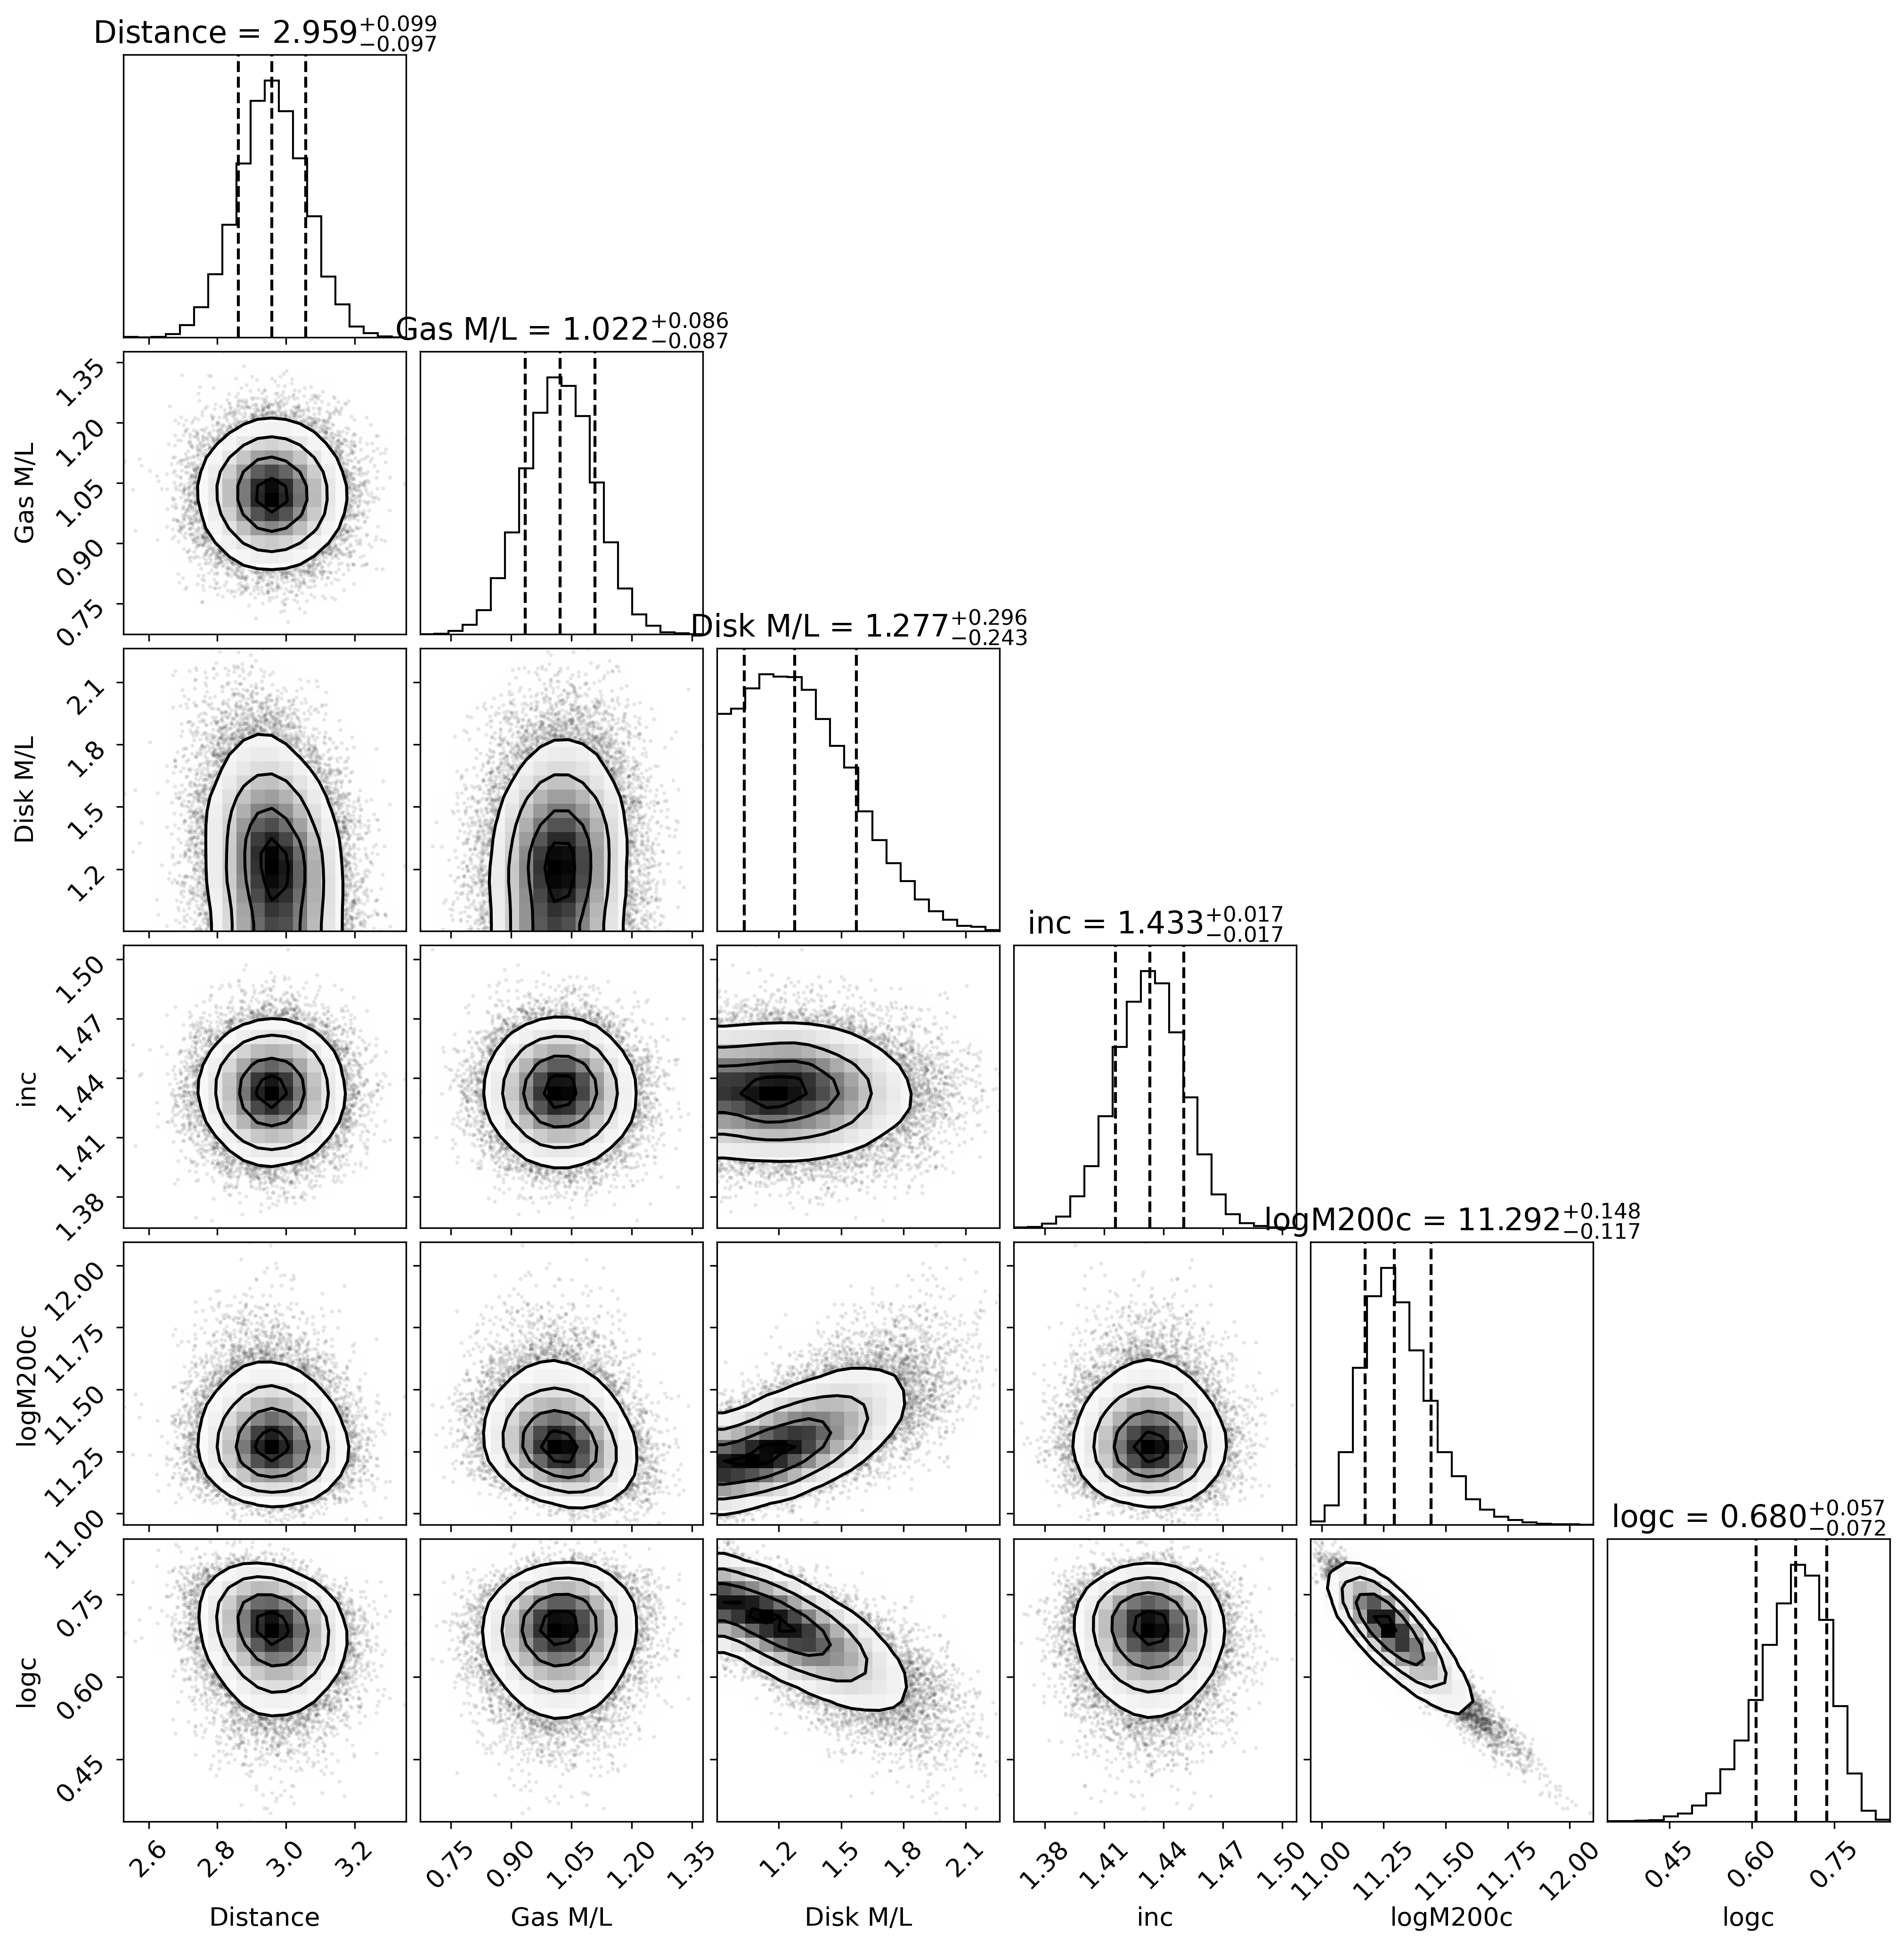 Distance = 2.959+0.099−0.097
Gas M/L = 1.022+0.086−0.087
Gas M/L
1.35
1.20
1.05
0.90
0.75
Disk M/L = 1.277+0.296−0.243
Disk M/L
2.1
1.8
1.5
1.2
inc = 1.433+0.017−0.017
inc
1.50
1.47
1.44
1.41
1.38
logM200c = 11.292+0.148−0.117
logM200c
12.00
11.75
11.50
11.25
11.00
logc = 0.680+0.057−0.072
logc
0.75
0.60
0.45
2.6 2.8 3.0 3.2 0.75 0.90 1.05 1.20 1.35 1.2 1.5 1.8 2.1 1.38 1.41 1.44 1.47 1.50 11.00 11.25 11.50 11.75 12.00 0.45 0.60 0.75
Distance Gas M/L Disk M/L inc logM200c logc